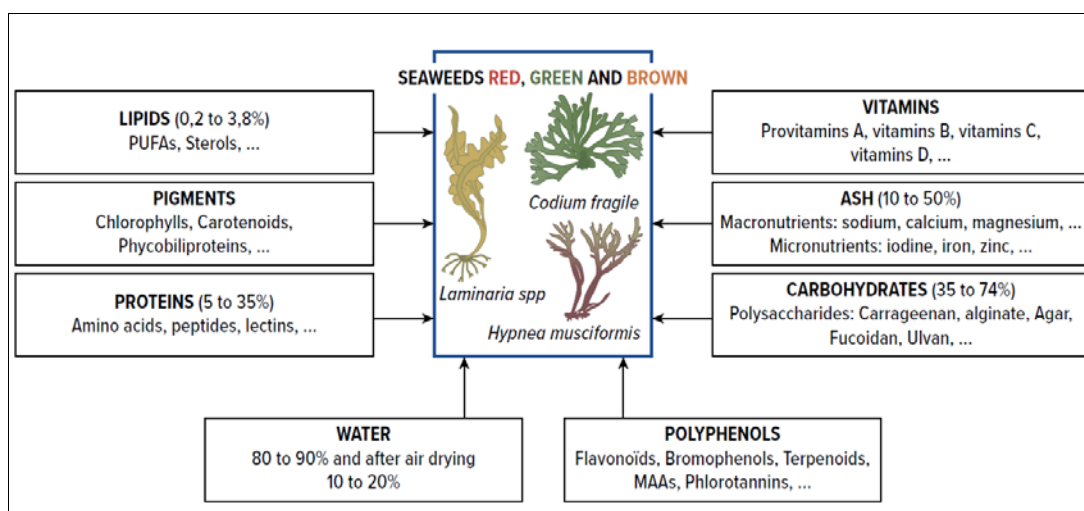 SEAWEEDS RED, GREEN AND BROWN
LIPIDS (0,2 to 3,8%)
PUFAs, Sterols, ...
PIGMENTS
Chlorophylls, Carotenoids,
Phycobiliproteins, ...
PROTEINS (5 to 35%)
Amino acids, peptides, lectins, ...
Codium fragile
Laminaria spp
Hypnea musciformis
VITAMINS
Provitamins A, vitamins B, vitamins C,
vitamins D, ...
ASH (10 to 50%)
Macronutrients: sodium, calcium, magnesium, ...
Micronutrients: iodine, iron, zinc, ...
CARBOHYDRATES (35 to 74%)
Polysaccharides: Carrageenan, alginate, Agar,
Fucoidan, Ulvan, ...
WATER
80 to 90% and after air drying
10 to 20%
POLYPHENOLS
Flavonoïds, Bromophenols, Terpenoids,
MAAs, Phlorotannins, ...